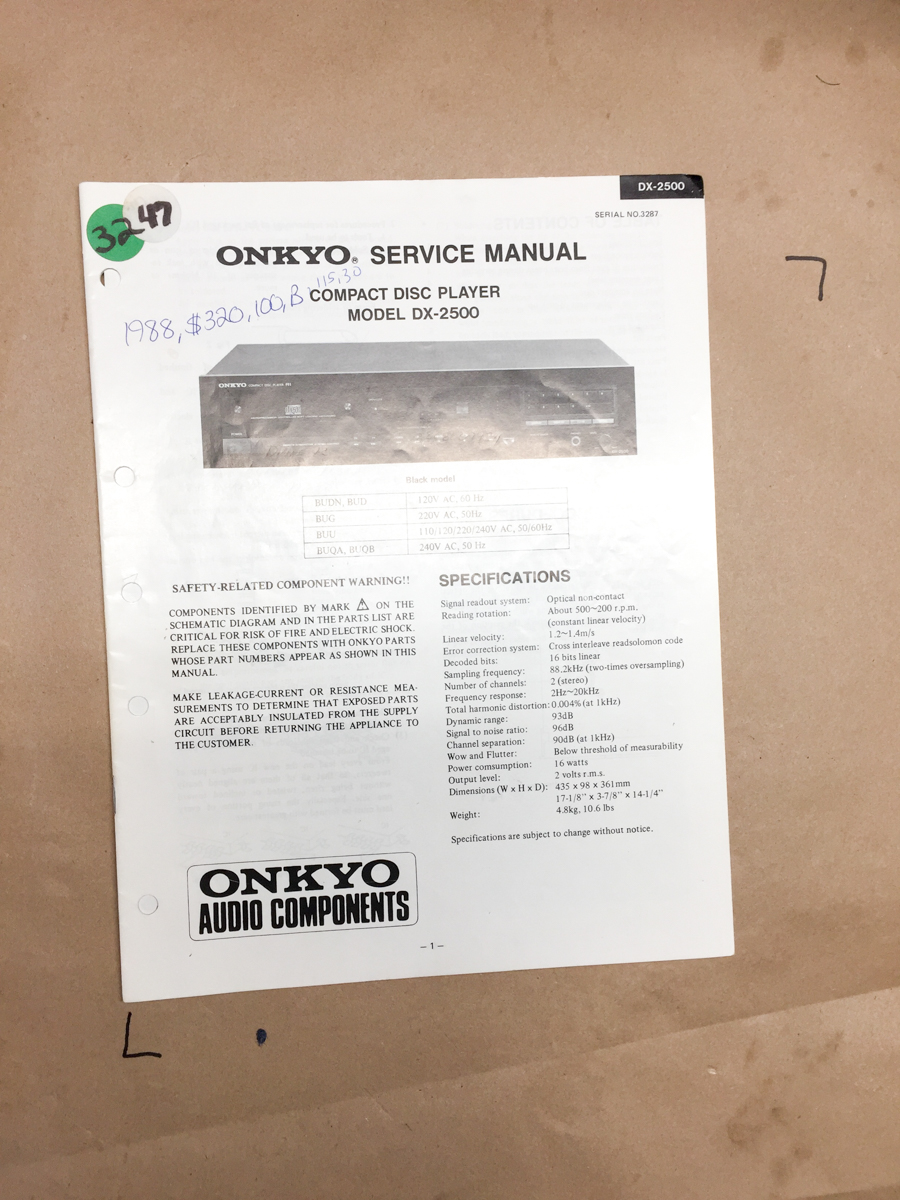 DX-2500
SERIAL NO.3287
3247
ONKYO® SERVICE MANUAL
1988, $320, 100, B, 115, 30
COMPACT DISC PLAYER
MODEL DX-2500
ONKYO COMPACT DISC PLAYER
Black model
BUDN, BUD 120V AC, 60 Hz
BUG 220V AC, 50Hz
BUU 110/120/220/240V AC, 50/60Hz
BUQA, BUQB 240V AC, 50 Hz
SAFETY-RELATED COMPONENT WARNING!!
COMPONENTS IDENTIFIED BY MARK ⚠ ON THE
SCHEMATIC DIAGRAM AND IN THE PARTS LIST ARE
CRITICAL FOR RISK OF FIRE AND ELECTRIC SHOCK.
REPLACE THESE COMPONENTS WITH ONKYO PARTS
WHOSE PART NUMBERS APPEAR AS SHOWN IN THIS
MANUAL.
MAKE LEAKAGE-CURRENT OR RESISTANCE MEA-
SUREMENTS TO DETERMINE THAT EXPOSED PARTS
ARE ACCEPTABLY INSULATED FROM THE SUPPLY
CIRCUIT BEFORE RETURNING THE APPLIANCE TO
THE CUSTOMER.
SPECIFICATIONS
Signal readout system: Optical non-contact
Reading rotation: About 500~200 r.p.m.
(constant linear velocity)
Linear velocity: 1.2~1.4m/s
Error correction system: Cross interleave readsolomon code
Decoded bits: 16 bits linear
Sampling frequency: 88.2kHz (two-times oversampling)
Number of channels: 2 (stereo)
Frequency response: 2Hz~20kHz
Total harmonic distortion: 0.004% (at 1kHz)
Dynamic range: 93dB
Signal to noise ratio: 96dB
Channel separation: 90dB (at 1kHz)
Wow and Flutter: Below threshold of measurability
Power comsumption: 16 watts
Output level: 2 volts r.m.s.
Dimensions (W x H x D): 435 x 98 x 361mm
17-1/8" x 3-7/8" x 14-1/4"
Weight: 4.8kg, 10.6 lbs
Specifications are subject to change without notice.
ONKYO
AUDIO COMPONENTS
– 1 –